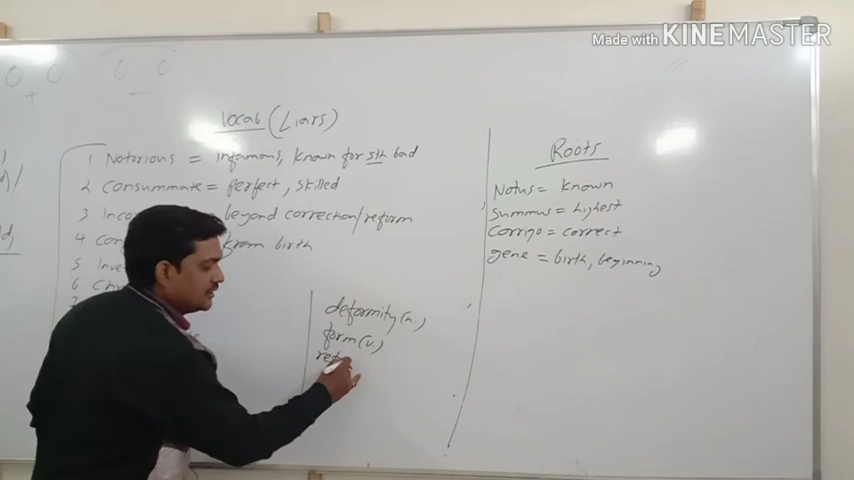 Made with KINEMASTER
Vocab (Liars)
1 Notorious = infamous, known for sth bad
2 Consummate = perfect, skilled
3 Inco beyond correction/reform
4 con from birth
5 Inve
6 Ch
deformity (n.)
form (v.)
Roots
Notus = known
Summus = highest
Corrigo = correct
gene = birth, beginning